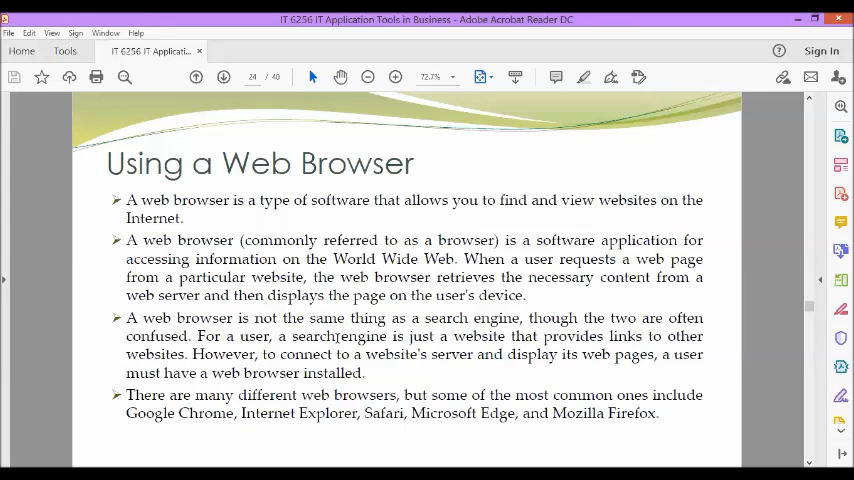 IT 6256 IT Application Tools in Business - Adobe Acrobat Reader DC
File Edit View Sign Window Help
Home Tools IT 6256 IT Applicati... × Sign In
24 / 40 72.7%
Using a Web Browser
A web browser is a type of software that allows you to find and view websites on the
Internet.
A web browser (commonly referred to as a browser) is a software application for
accessing information on the World Wide Web. When a user requests a web page
from a particular website, the web browser retrieves the necessary content from a
web server and then displays the page on the user's device.
A web browser is not the same thing as a search engine, though the two are often
confused. For a user, a search engine is just a website that provides links to other
websites. However, to connect to a website's server and display its web pages, a user
must have a web browser installed.
There are many different web browsers, but some of the most common ones include
Google Chrome, Internet Explorer, Safari, Microsoft Edge, and Mozilla Firefox.